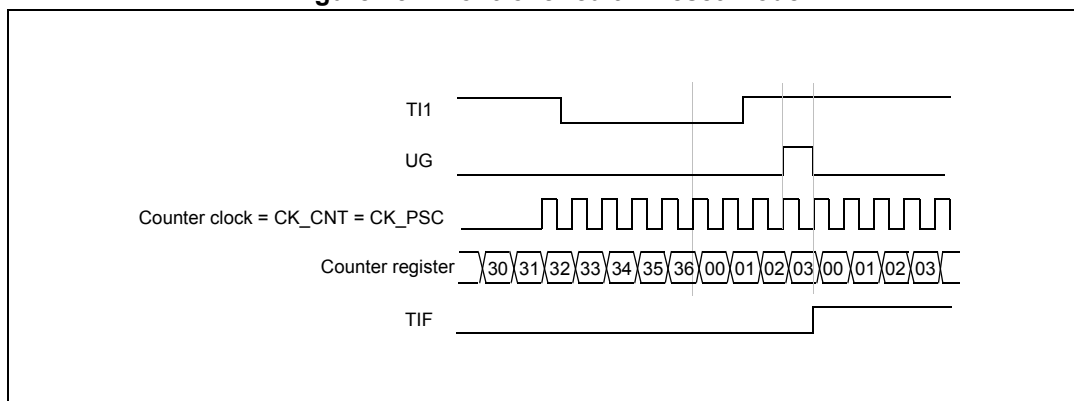 TI1
UG
Counter clock = CK_CNT = CK_PSC
Counter register 30 31 32 33 34 35 36 00 01 02 03 00 01 02 03
TIF